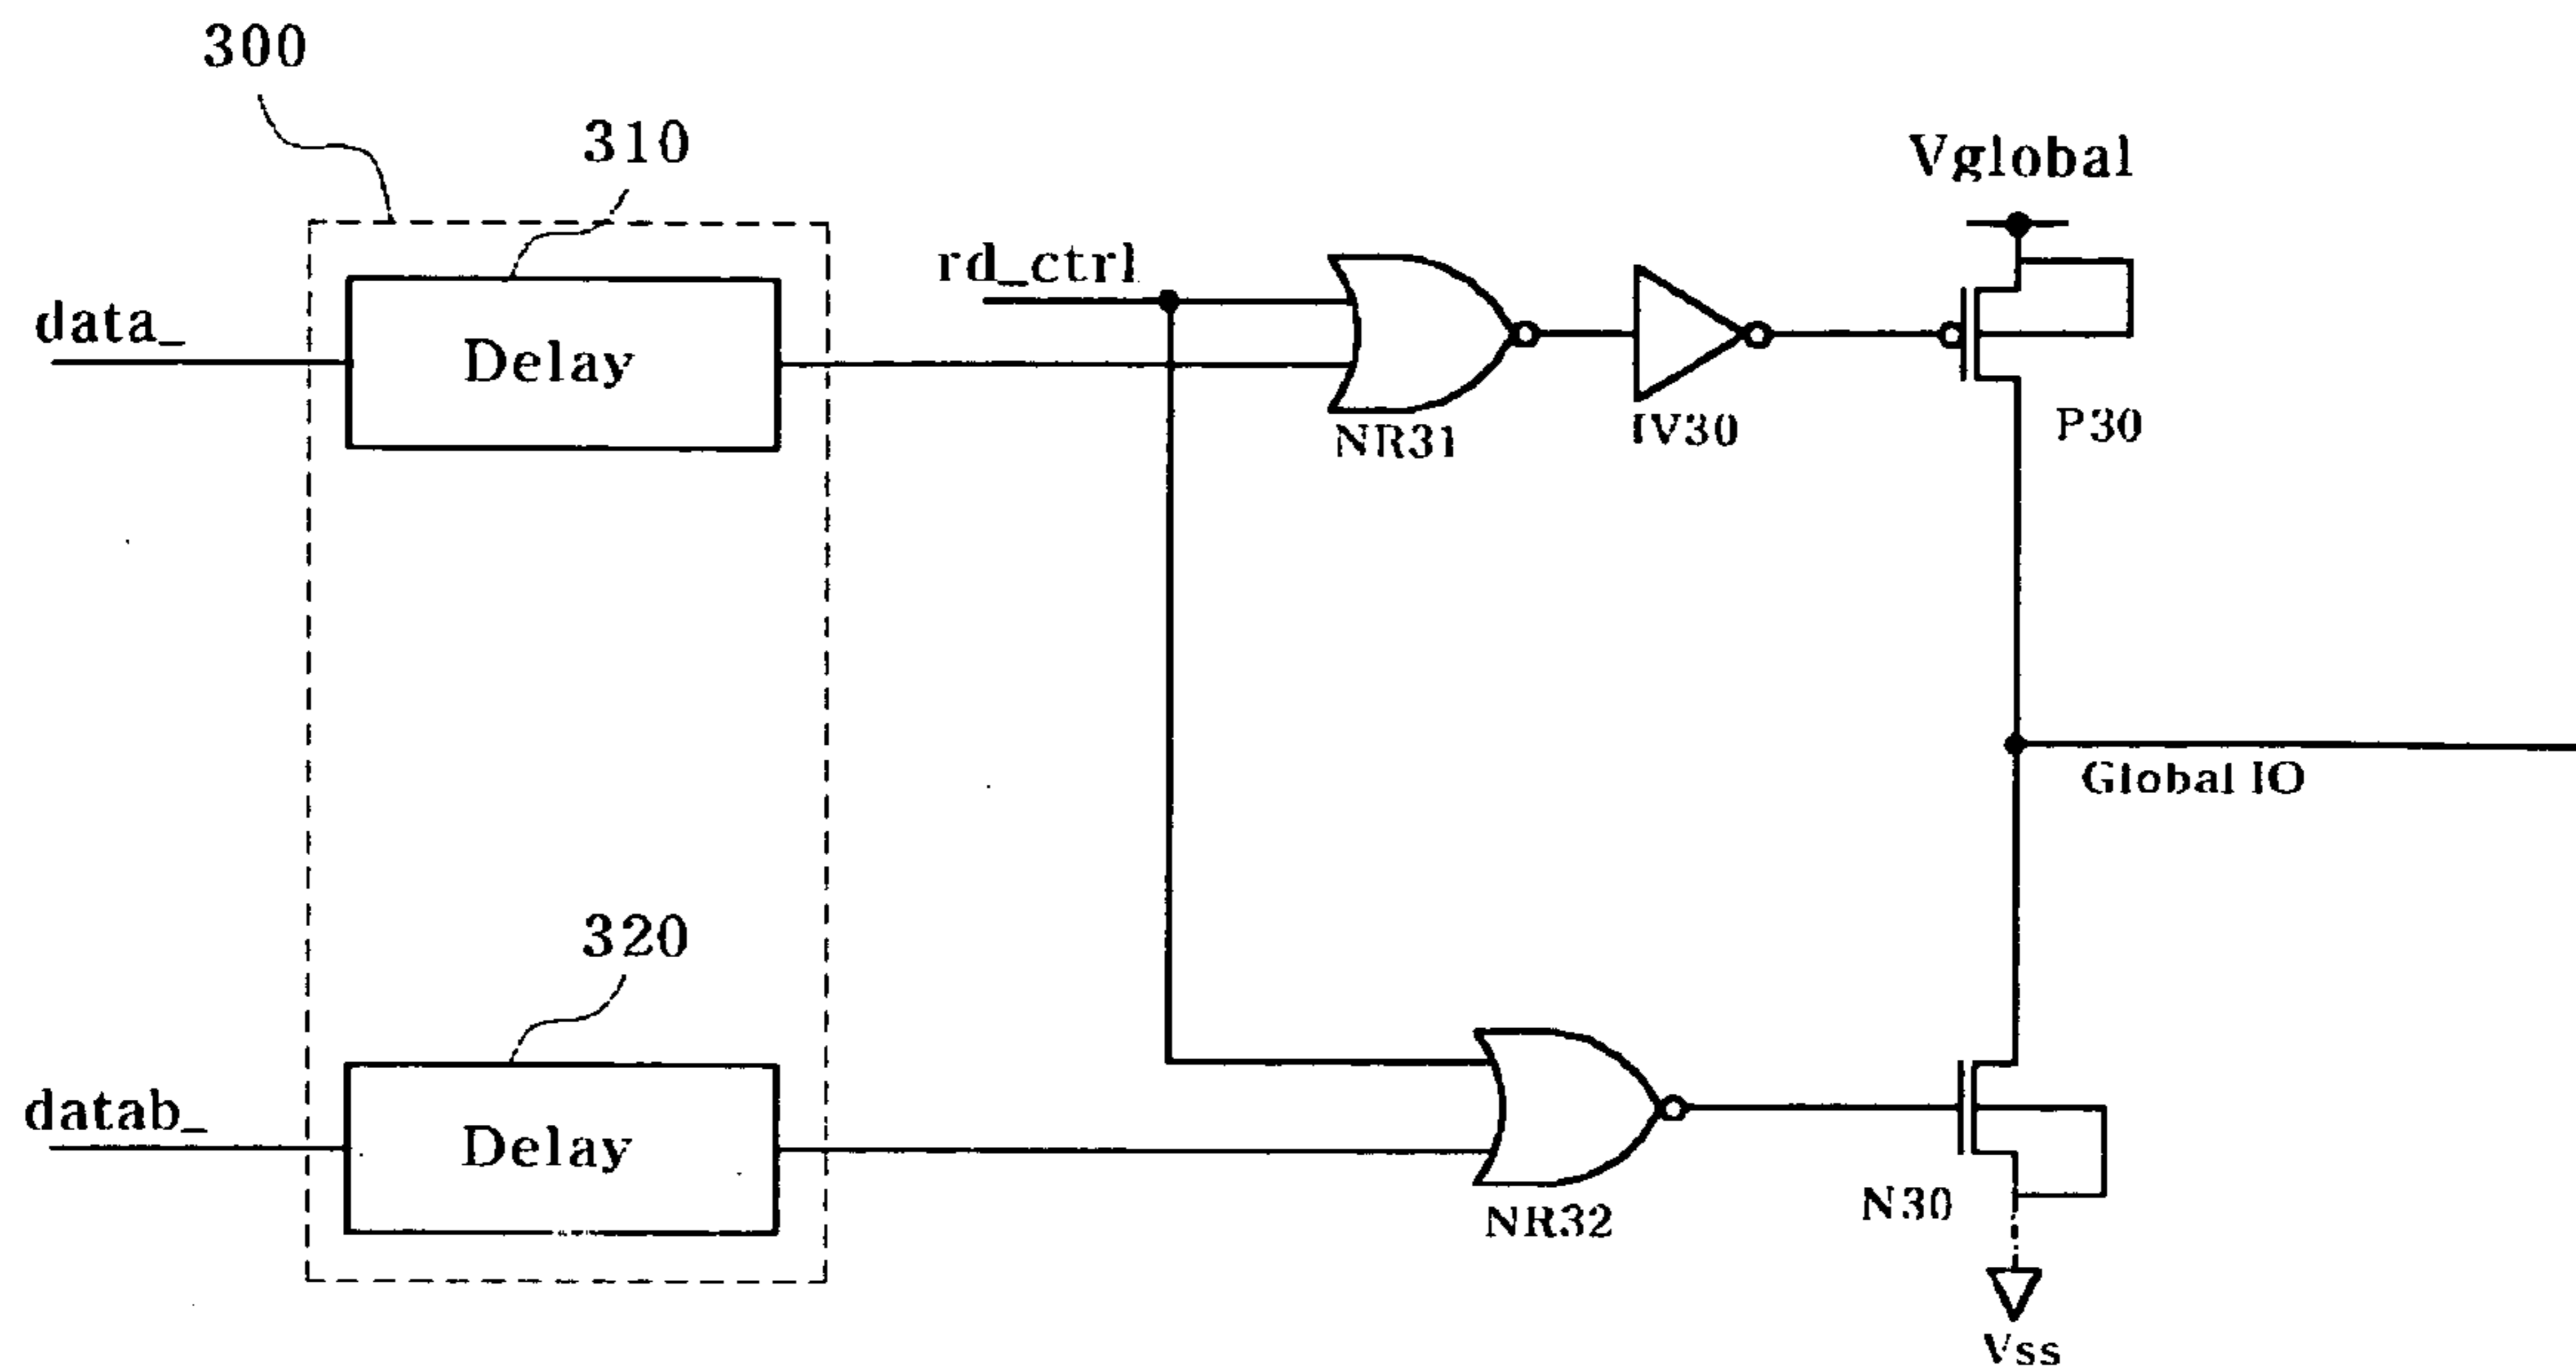 300
310
Vglobal
rd_ctrl
data_
Delay
NR31
IV30
P30
Global IO
320
datab_
Delay
NR32
N30
Vss